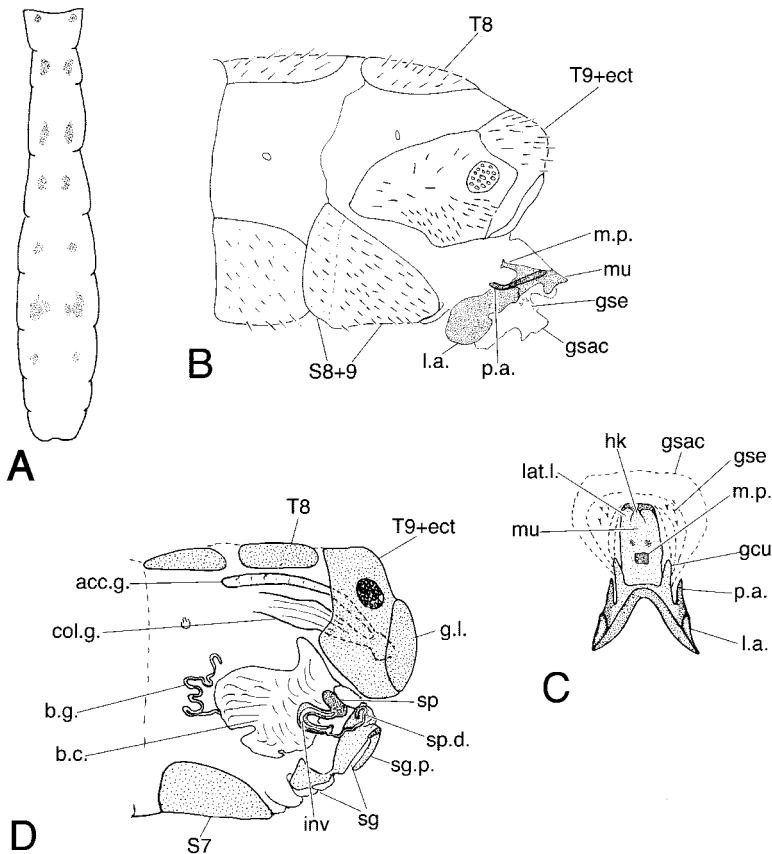 A
T8
T9+ect
m.p.
mu
gse
gsac
p.a.
l.a.
S8+9
B
hk
gsac
gse
lat.l.
m.p.
mu
gcu
p.a.
l.a.
C
T8
T9+ect
acc.g.
col.g.
g.l.
b.g.
sp
b.c.
sp.d.
sg.p.
sg
inv
S7
D